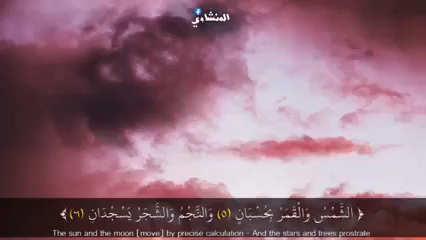 المنشاوي
﴿ الشَّمْسُ وَالْقَمَرُ بِحُسْبَانٍ (٥) وَالنَّجْمُ وَالشَّجَرُ يَسْجُدَانِ (٦) ﴾
The sun and the moon [move] by precise calculation - And the stars and trees prostrate